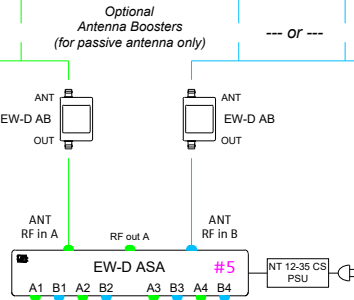 Optional
Antenna Boosters
(for passive antenna only)
--- or ---
ANT
ANT
EW-D AB
EW-D AB
OUT
OUT
ANT
RF in A
RF out A
ANT
RF in B
EW-D ASA
#5
NT 12-35 CS
PSU
A1 B1 A2 B2 A3 B3 A4 B4